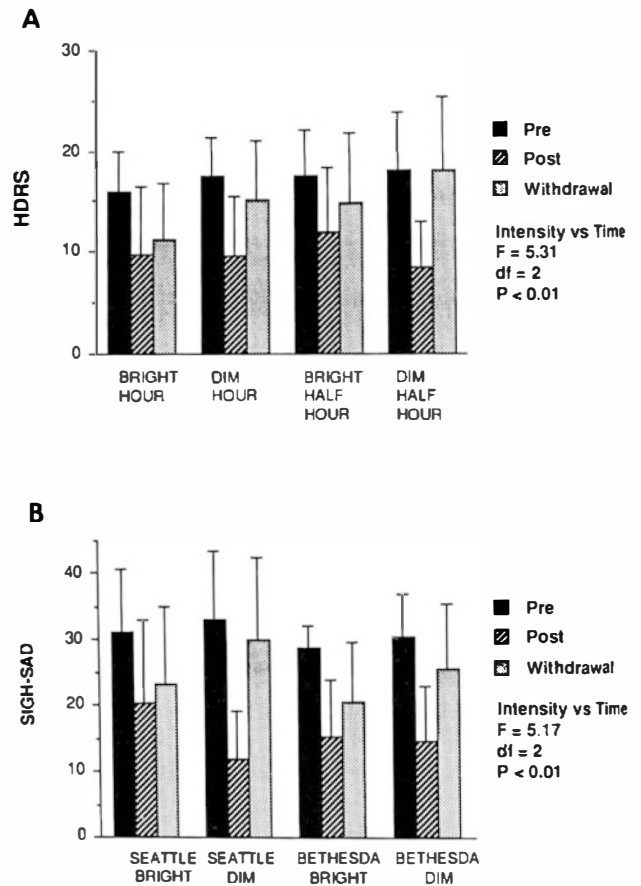 A
30
20
10
0
HDRS
Pre
Post
Withdrawal
Intensity vs Time
F = 5.31
df = 2
P < 0.01
BRIGHT HOUR
DIM HOUR
BRIGHT HALF HOUR
DIM HALF HOUR
B
40
30
20
10
0
SIGH-SAD
Pre
Post
Withdrawal
Intensity vs Time
F = 5.17
df = 2
P < 0.01
SEATTLE BRIGHT
SEATTLE DIM
BETHESDA BRIGHT
BETHESDA DIM